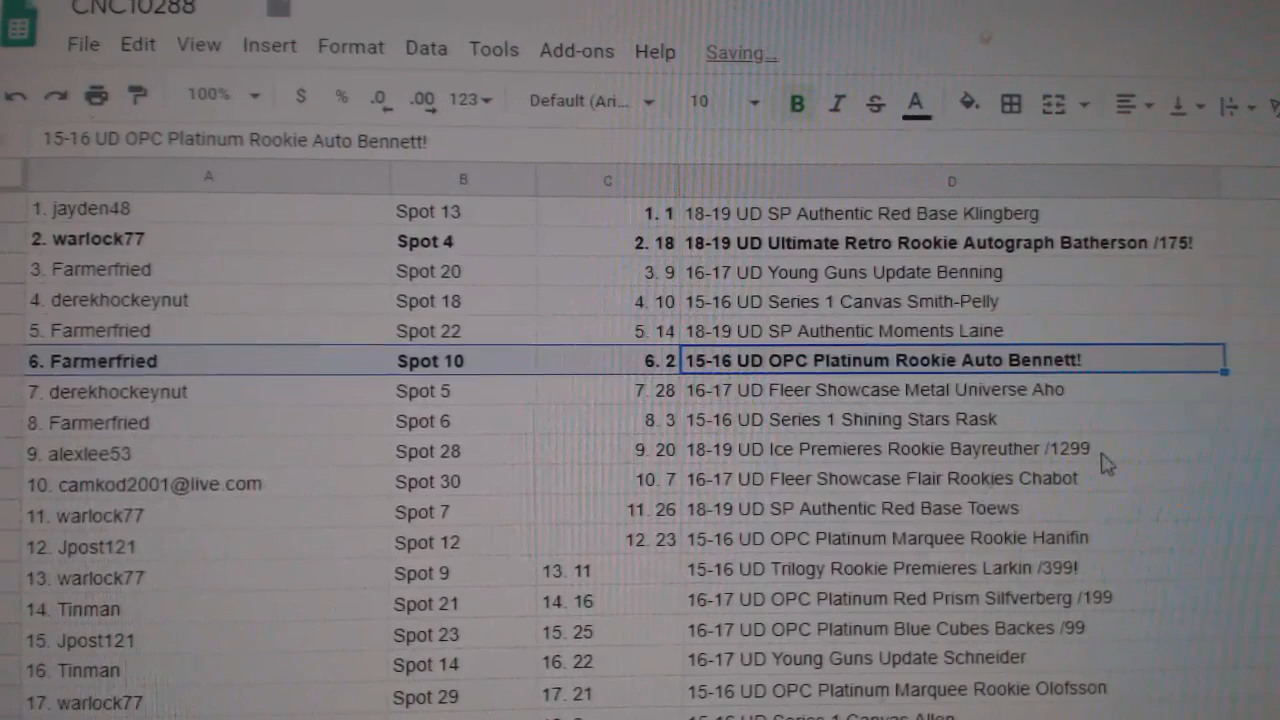 CNC10288
File Edit View Insert Format Data Tools Add-ons Help Saving...
100% $ % .0 .00 123 Default (Ari... 10 B I S A
15-16 UD OPC Platinum Rookie Auto Bennett!
A B C D
1. jayden48 Spot 13 1. 1 18-19 UD SP Authentic Red Base Klingberg
2. warlock77 Spot 4 2. 18 18-19 UD Ultimate Retro Rookie Autograph Batherson /175!
3. Farmerfried Spot 20 3. 9 16-17 UD Young Guns Update Benning
4. derekhockeynut Spot 18 4. 10 15-16 UD Series 1 Canvas Smith-Pelly
5. Farmerfried Spot 22 5. 14 18-19 UD SP Authentic Moments Laine
6. Farmerfried Spot 10 6. 2 15-16 UD OPC Platinum Rookie Auto Bennett!
7. derekhockeynut Spot 5 7. 28 16-17 UD Fleer Showcase Metal Universe Aho
8. Farmerfried Spot 6 8. 3 15-16 UD Series 1 Shining Stars Rask
9. alexlee53 Spot 28 9. 20 18-19 UD Ice Premieres Rookie Bayreuther /1299
10. camkod2001@live.com Spot 30 10. 7 16-17 UD Fleer Showcase Flair Rookies Chabot
11. warlock77 Spot 7 11. 26 18-19 UD SP Authentic Red Base Toews
12. Jpost121 Spot 12 12. 23 15-16 UD OPC Platinum Marquee Rookie Hanifin
13. warlock77 Spot 9 13. 11 15-16 UD Trilogy Rookie Premieres Larkin /399!
14. Tinman Spot 21 14. 16 16-17 UD OPC Platinum Red Prism Silfverberg /199
15. Jpost121 Spot 23 15. 25 16-17 UD OPC Platinum Blue Cubes Backes /99
16. Tinman Spot 14 16. 22 16-17 UD Young Guns Update Schneider
17. warlock77 Spot 29 17. 21 15-16 UD OPC Platinum Marquee Rookie Olofsson
15-16 UD Series 1 Canvas Allen